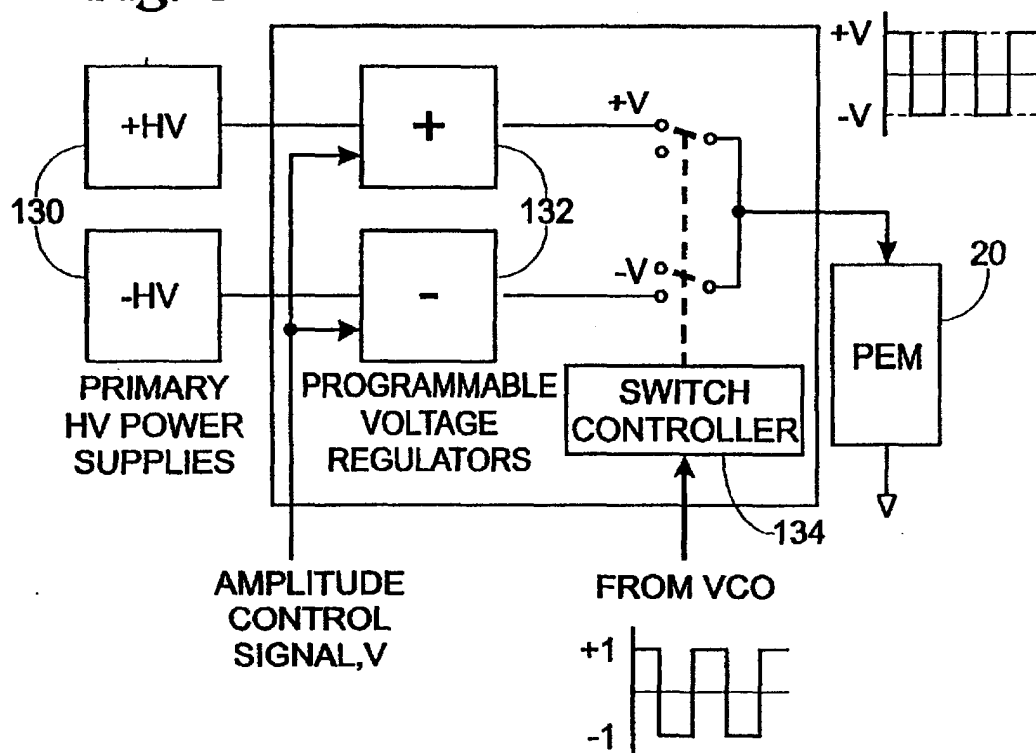 +V
-V
+HV
+
+V
130
132
-HV
-
-V
20
PEM
PRIMARY
HV POWER
SUPPLIES
PROGRAMMABLE
VOLTAGE
REGULATORS
SWITCH
CONTROLLER
134
AMPLITUDE
CONTROL
SIGNAL,V
FROM VCO
+1
-1